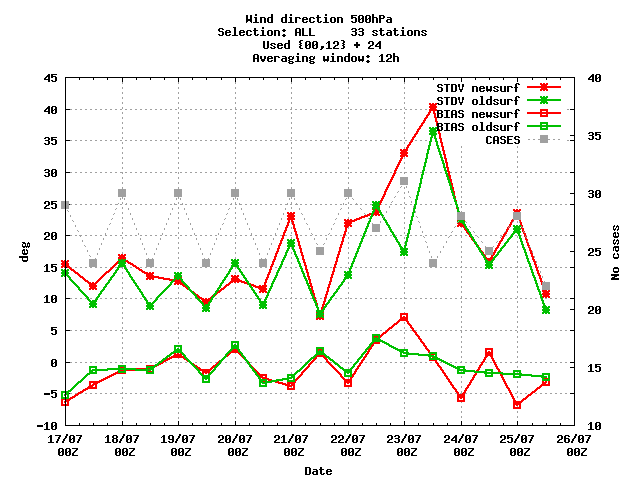 Wind direction 500hPa
Selection: ALL 33 stations
Used {00,12} + 24
Averaging window: 12h
STDV newsurf
STDV oldsurf
BIAS newsurf
BIAS oldsurf
CASES
45
40
35
30
25
20
15
10
5
0
-5
-10
deg
40
35
30
25
20
15
10
No cases
17/07 18/07 19/07 20/07 21/07 22/07 23/07 24/07 25/07 26/07
00Z 00Z 00Z 00Z 00Z 00Z 00Z 00Z 00Z 00Z
Date